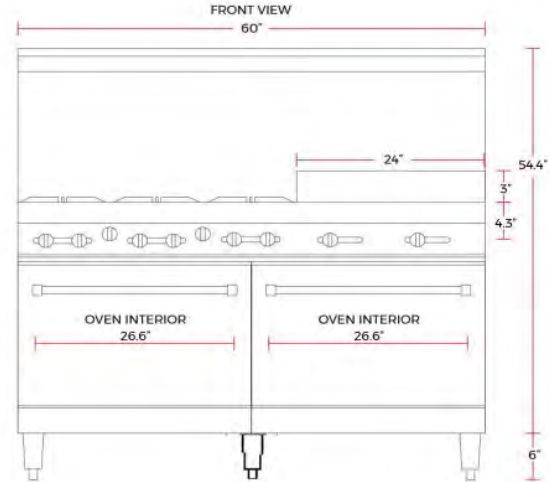 FRONT VIEW
60"
24"
54.4"
3"
4.3"
OVEN INTERIOR
26.6"
OVEN INTERIOR
26.6"
6"